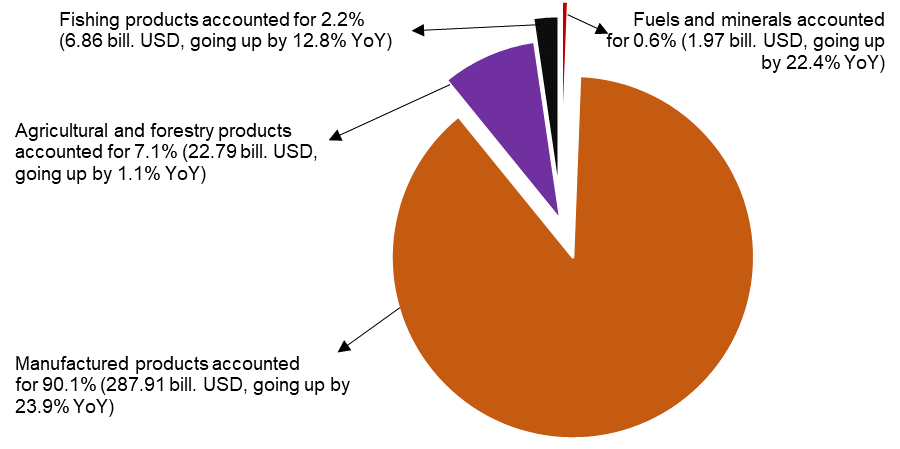 Fishing products accounted for 2.2%
(6.86 bill. USD, going up by 12.8% YoY)
Fuels and minerals accounted
for 0.6% (1.97 bill. USD, going up
by 22.4% YoY)
Agricultural and forestry products
accounted for 7.1% (22.79 bill. USD,
going up by 1.1% YoY)
Manufactured products accounted
for 90.1% (287.91 bill. USD, going up by
23.9% YoY)